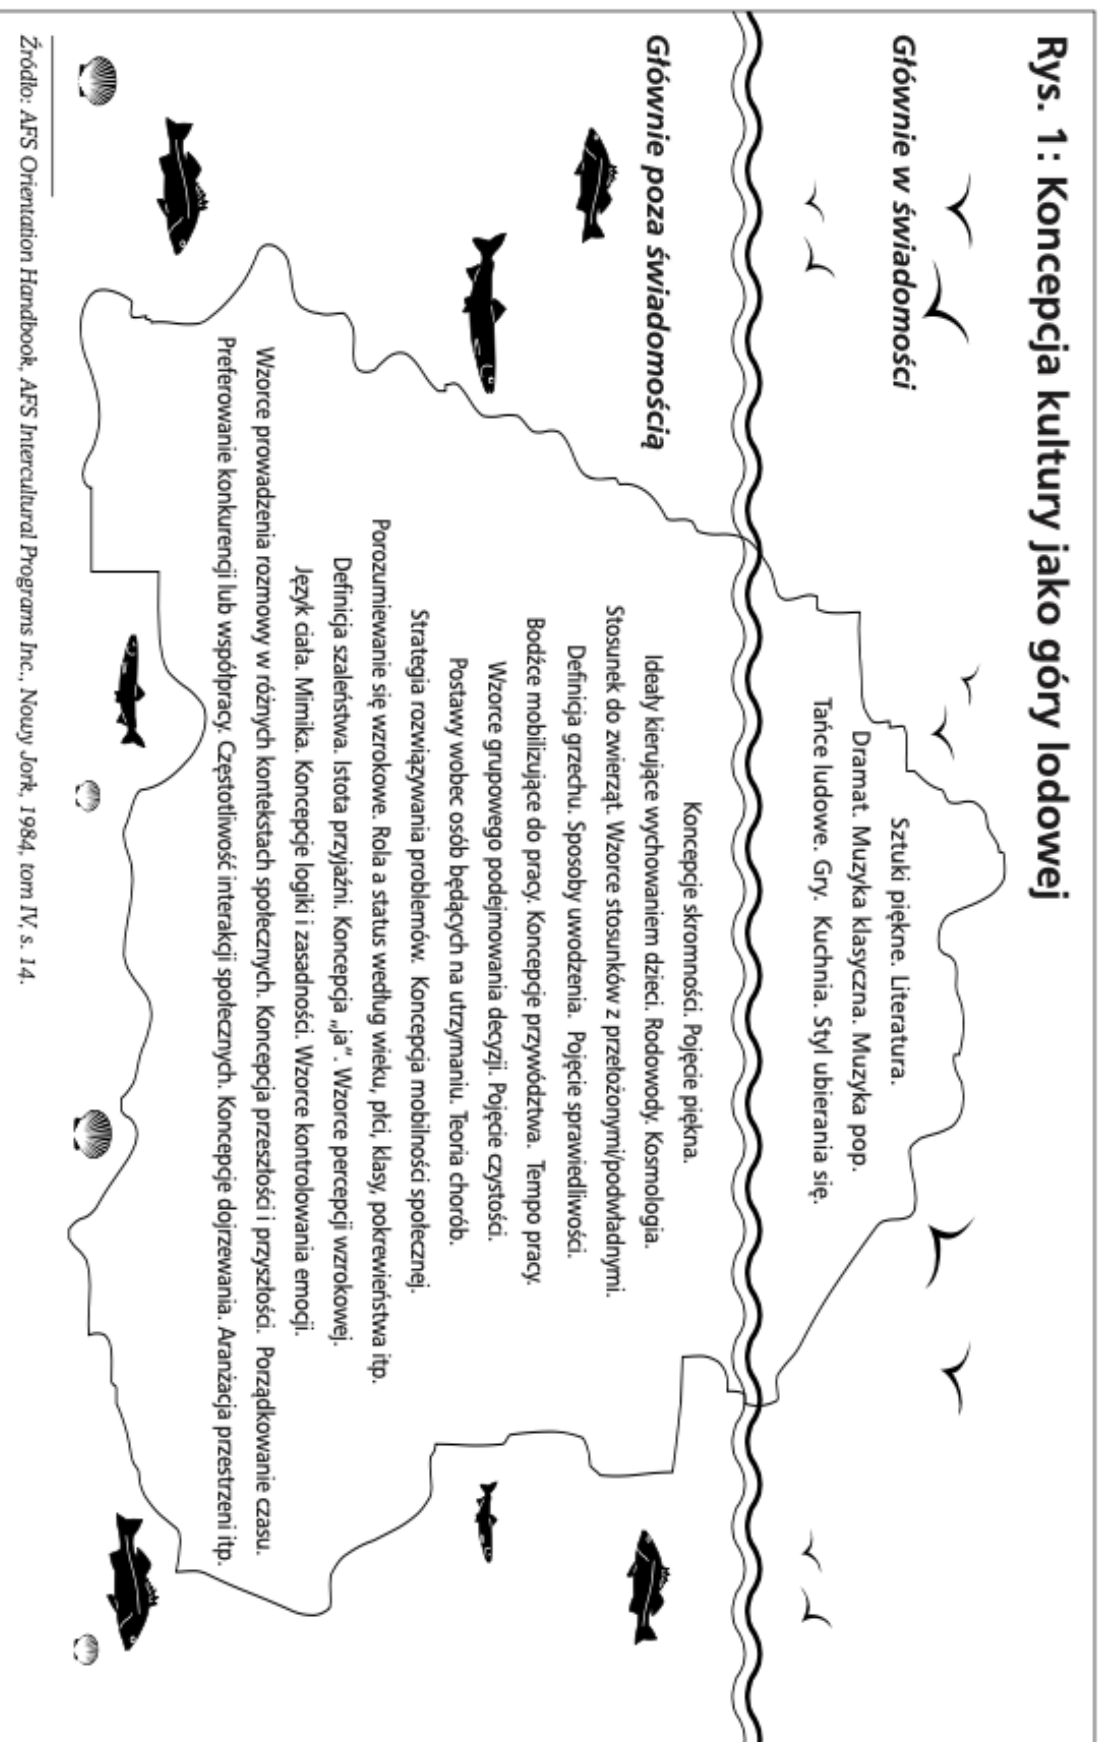 Rys. 1: Koncepcja kultury jako góry lodowej
Głównie w świadomości
Sztuki piękne. Literatura.
Dramat. Muzyka klasyczna. Muzyka pop.
Tańce ludowe. Gry. Kuchnia. Styl ubierania się.
Głównie poza świadomością
Koncepcje skromności. Pojęcie piękna.
Ideały kierujące wychowaniem dzieci. Rodowody. Kosmologia.
Stosunek do zwierząt. Wzorce stosunków z przełożonymi/podwładnymi.
Definicja grzechu. Sposoby uwodzenia. Pojęcie sprawiedliwości.
Bodźce mobilizujące do pracy. Koncepcje przywództwa. Tempo pracy.
Wzorce grupowego podejmowania decyzji. Pojęcie czystości.
Postawy wobec osób będących na utrzymaniu. Teoria chorób.
Strategia rozwiązywania problemów. Koncepcja mobilności społecznej.
Porozumiewanie się wzrokowe. Rola a status według wieku, płci, klasy, pokrewieństwa itp.
Definicja szaleństwa. Istota przyjaźni. Koncepcja „ja”. Wzorce percepcji wzrokowej.
Język ciała. Mimika. Koncepcje logiki i zasadności. Wzorce kontrolowania emocji.
Wzorce prowadzenia rozmowy w różnych kontekstach społecznych. Koncepcja przeszłości i przyszłości. Porządkowanie czasu.
Preferowanie konkurencji lub współpracy. Częstotliwość interakcji społecznych. Koncepcje dojrzewania. Aranżacja przestrzeni itp.
Źródło: AFS Orientation Handbook, AFS Intercultural Programs Inc., Nowy Jork, 1984, tom IV, s. 14.